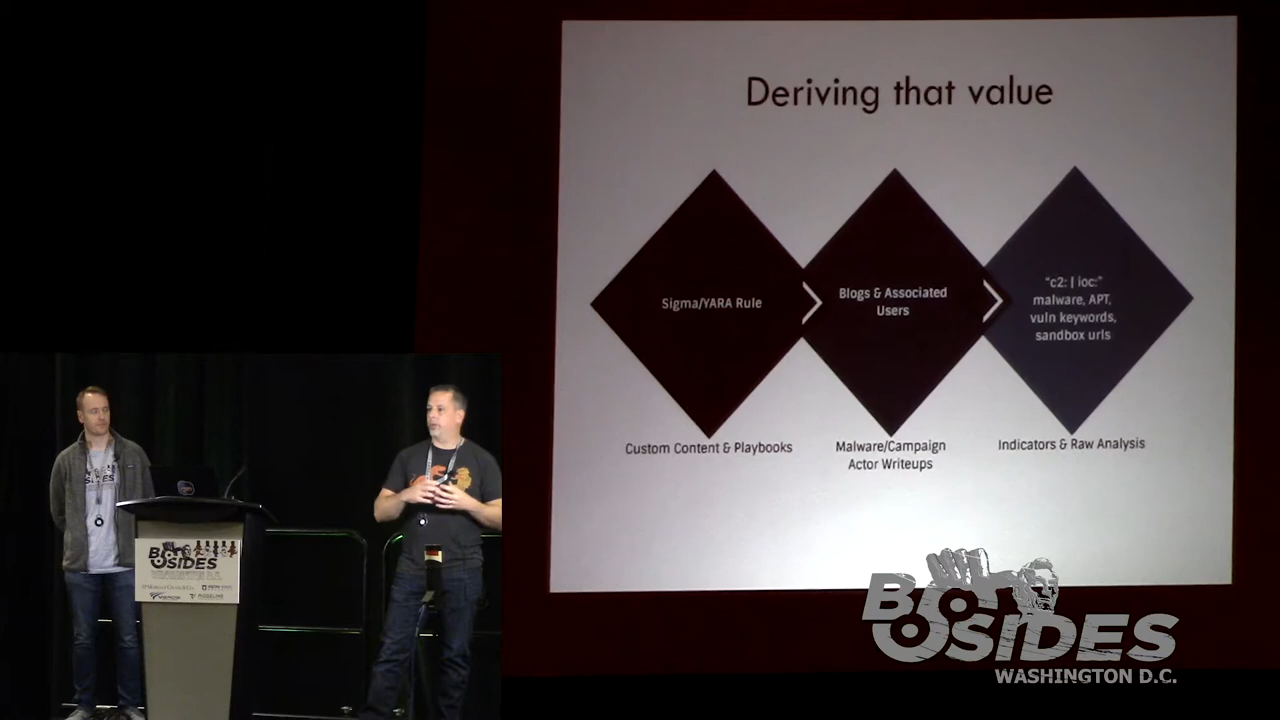 Deriving that value
Sigma/YARA Rule
Blogs & Associated
Users
"c2: | ioc:"
malware, APT,
vuln keywords,
sandbox urls
Custom Content & Playbooks
Malware/Campaign
Actor Writeups
Indicators & Raw Analysis
BSIDES
BSIDES
WASHINGTON D.C.